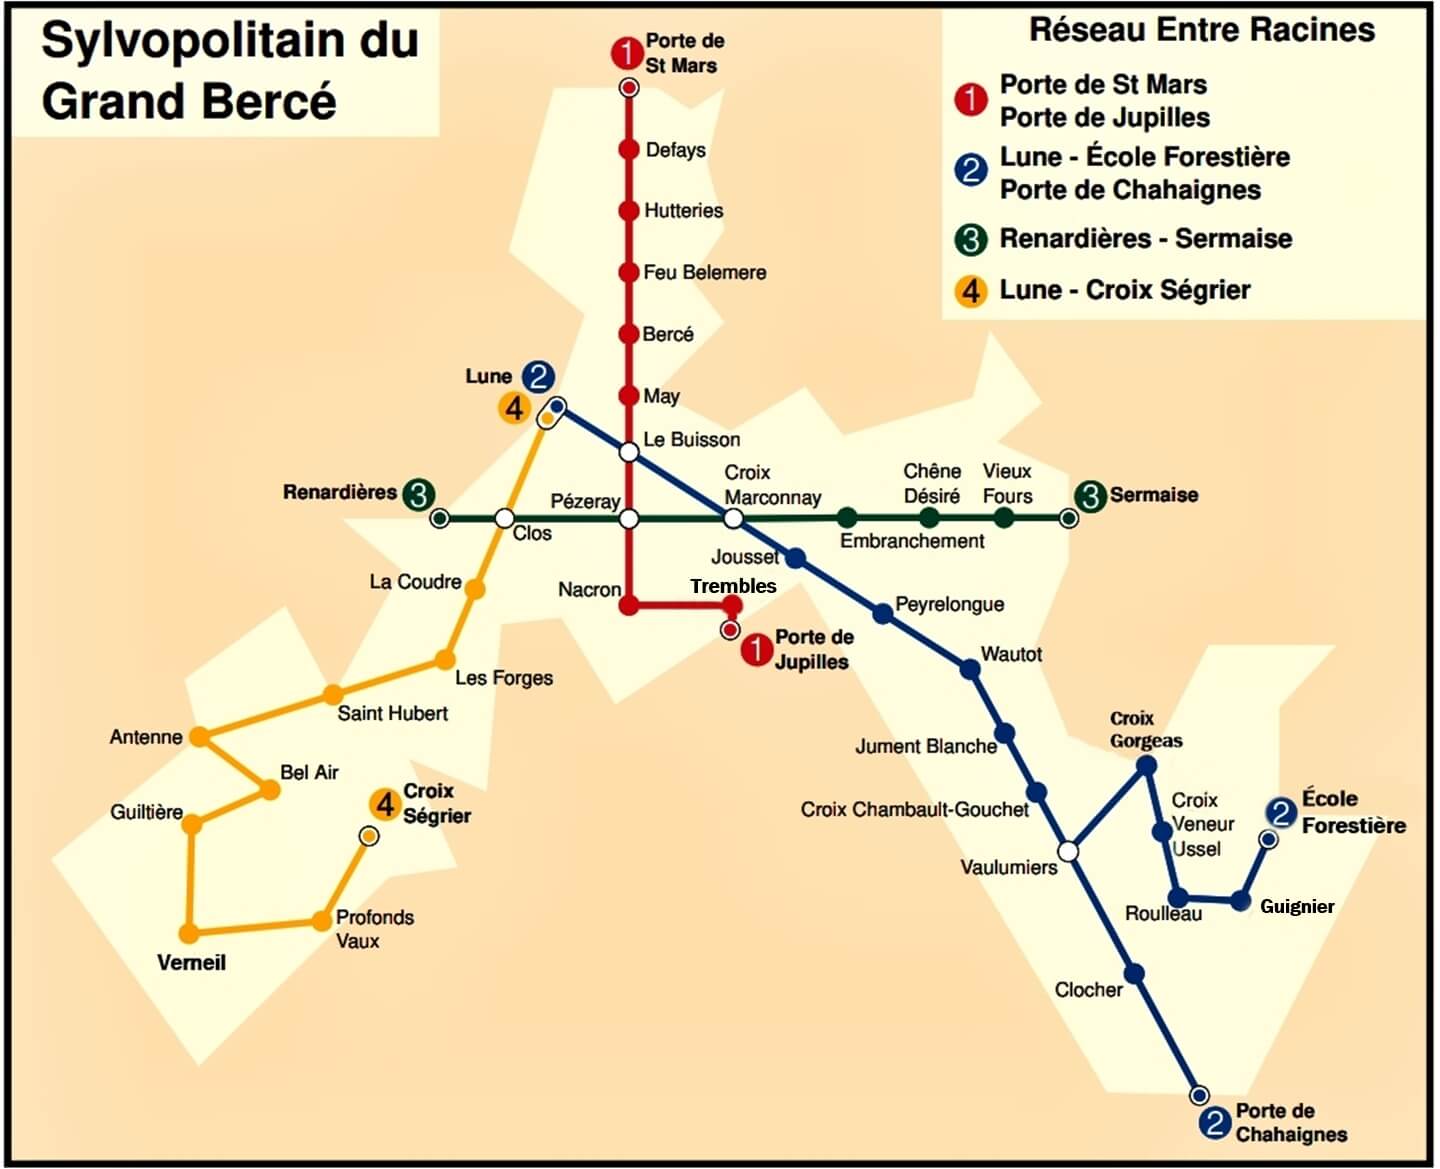 Sylvopolitain du
Grand Bercé
Réseau Entre Racines
1 Porte de St Mars
Porte de Jupilles
2 Lune - École Forestière
Porte de Chahaignes
3 Renardières - Sermaise
4 Lune - Croix Ségrier
1 Porte de
St Mars
Defays
Hutteries
Feu Belemere
Bercé
May
Lune 2
4
Le Buisson
Renardières 3
Clos
Pézeray
Croix
Marconnay
Embranchement
Chêne
Désiré
Vieux
Fours
3 Sermaise
Jousset
Nacron
Trembles
1 Porte de
Jupilles
La Coudre
Les Forges
Saint Hubert
Antenne
Bel Air
Guiltière
Verneil
Profonds
Vaux
4 Croix
Ségrier
Peyrelongue
Wautot
Jument Blanche
Croix Chambault-Gouchet
Vaulumiers
Croix
Gorgeas
Croix
Veneur
Ussel
Roulleau
Guignier
2 École
Forestière
Clocher
2 Porte de
Chahaignes